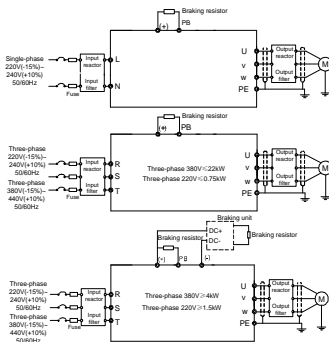 Braking resistor
(+) PB
Single-phase
220V(-15%)~
240V(+10%)
50/60Hz
Fuse
Input
reactor
Input
filter
L
N
U
V
W
PE
Output
reactor
Output
filter
M
Braking resistor
(+) PB
Three-phase
220V(-15%)~
240V(+10%)
50/60Hz
Three-phase
380V(-15%)~
440V(+10%)
50/60Hz
Fuse
Input
reactor
Input
filter
R
S
T
Three-phase 380V≤22kW
Three-phase 220V≤0.75kW
U
V
W
PE
Output
reactor
Output
filter
M
Braking unit
DC+
DC-
Braking resistor
Braking resistor
(+) PB (-)
Three-phase
220V(-15%)~
240V(+10%)
50/60Hz
Three-phase
380V(-15%)~
440V(+10%)
50/60Hz
Fuse
Input
reactor
Input
filter
R
S
T
Three-phase 380V≥4kW
Three-phase 220V≥1.5kW
U
V
W
PE
Output
reactor
Output
filter
M